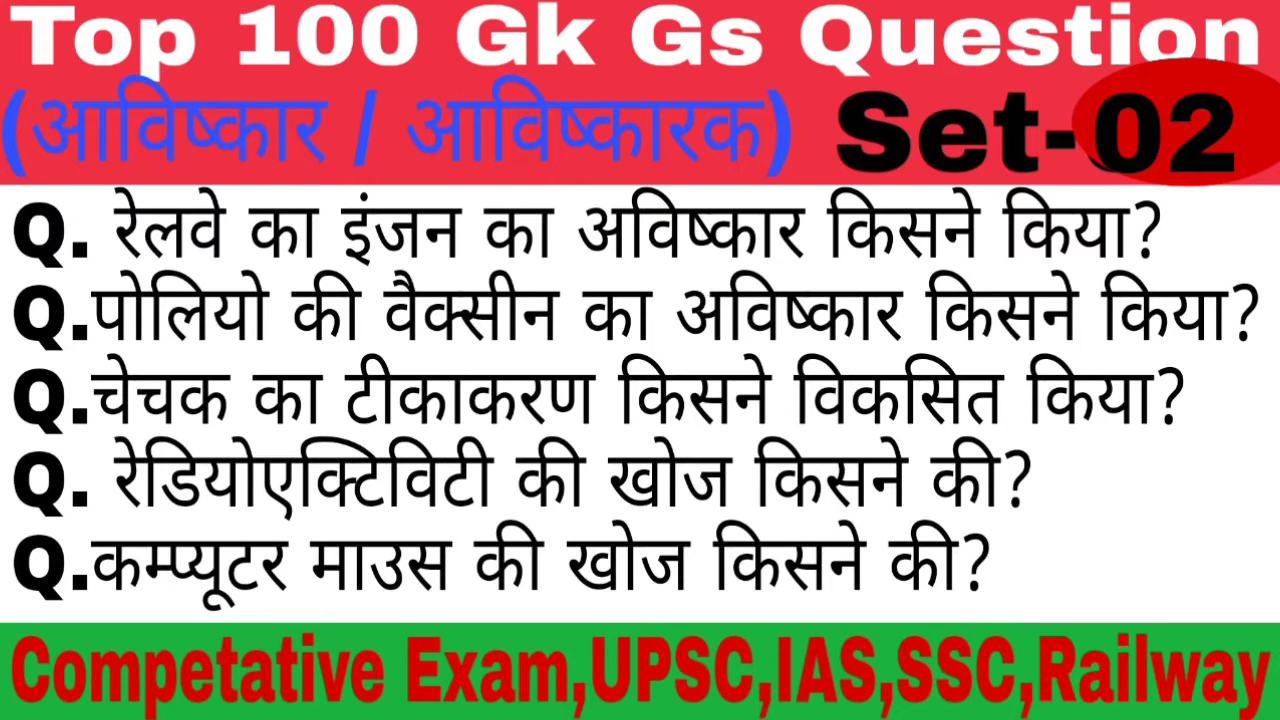 Top 100 Gk Gs Question
(आविष्कार / आविष्कारक) Set-02
Q. रेलवे का इंजन का अविष्कार किसने किया?
Q.पोलियो की वैक्सीन का अविष्कार किसने किया?
Q.चेचक का टीकाकरण किसने विकसित किया?
Q. रेडियोएक्टिविटी की खोज किसने की?
Q.कम्प्यूटर माउस की खोज किसने की?
Competative Exam,UPSC,IAS,SSC,Railway